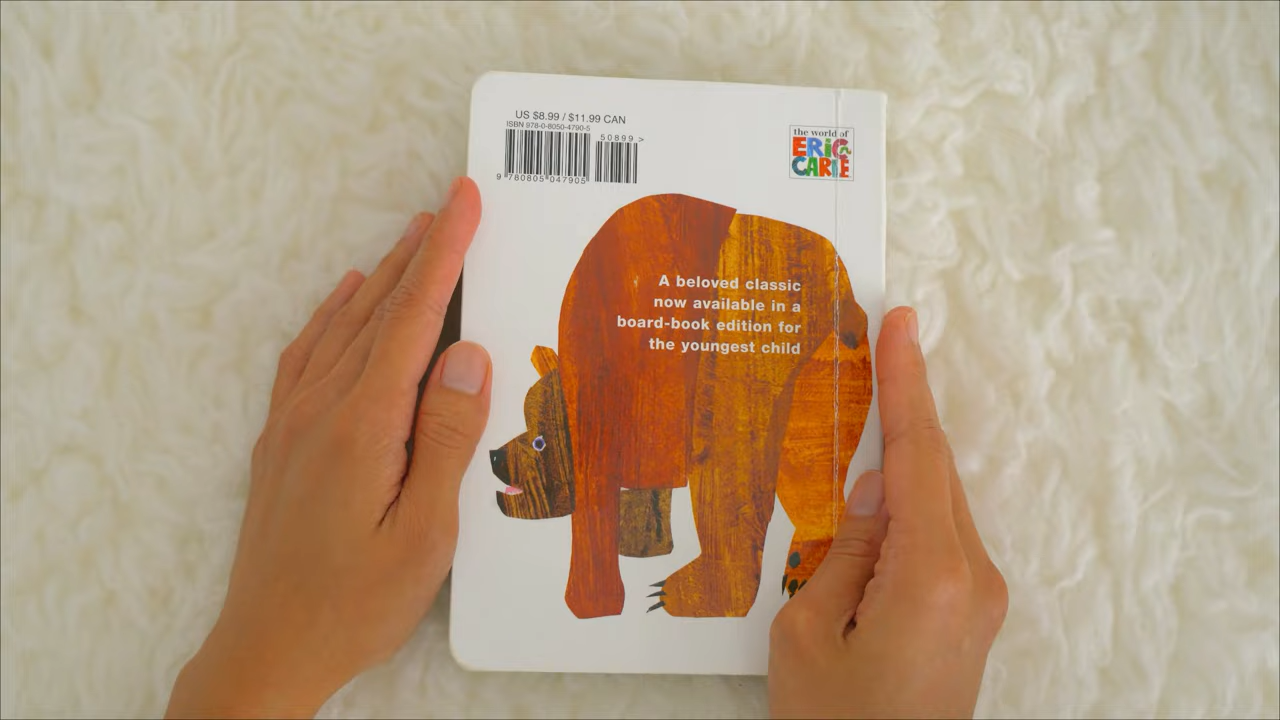 US $8.99 / $11.99 CAN
ISBN 978-0-8050-4790-5
50899 >
9 780805 047905
the world of
ERIC
CARLE
A beloved classic
now available in a
board-book edition for
the youngest child